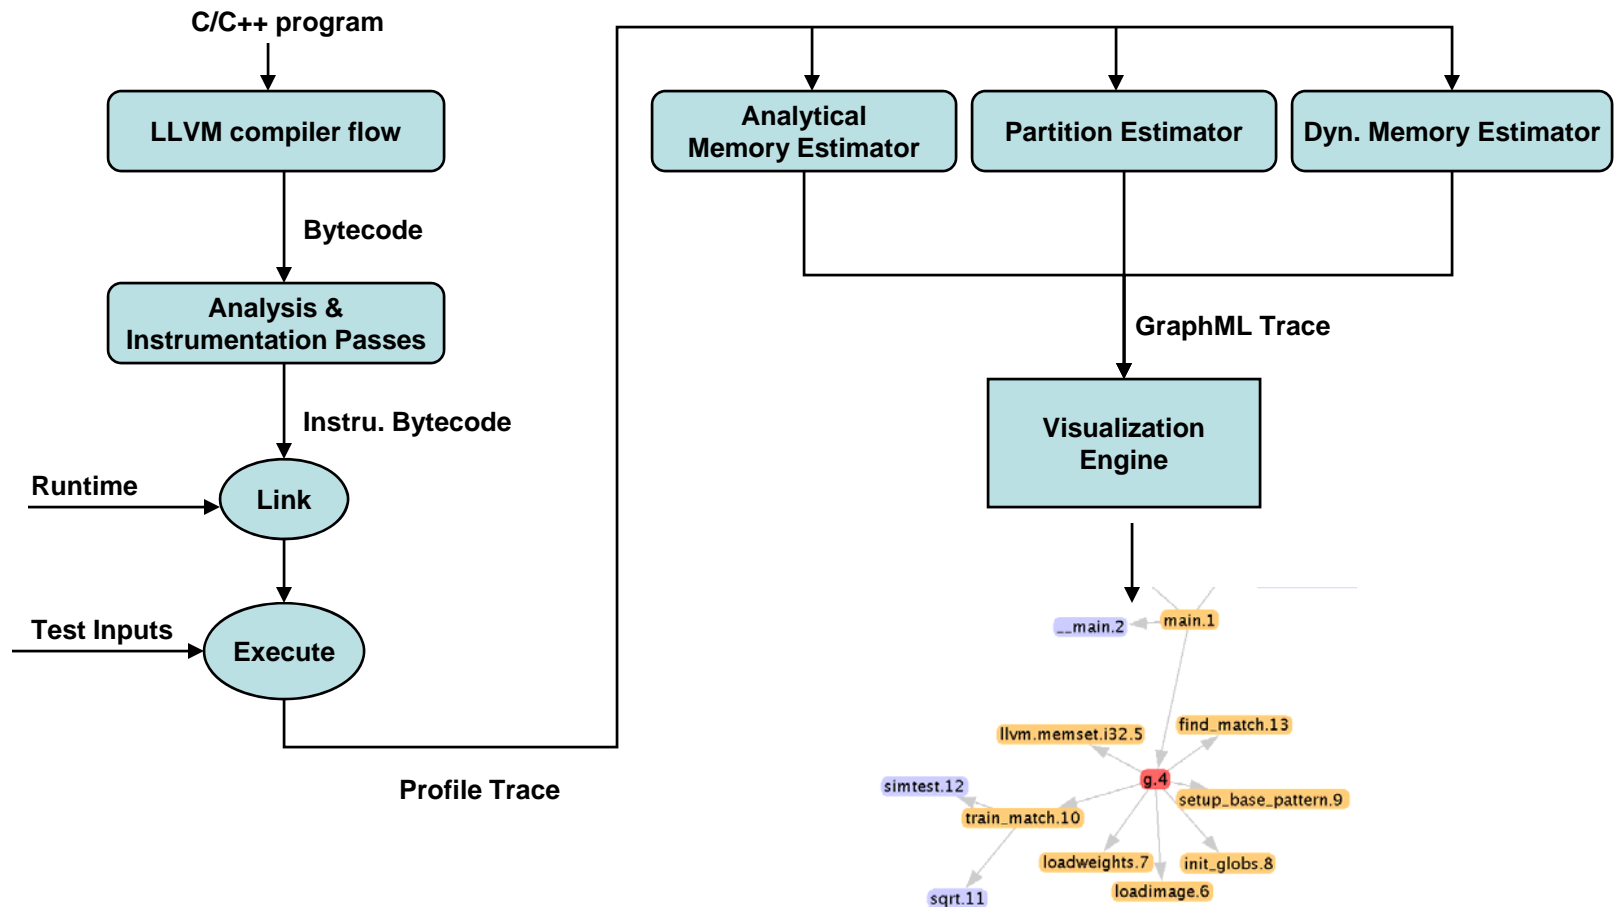 C/C++ program
LLVM compiler flow
Bytecode
Analysis &
Instrumentation Passes
Instru. Bytecode
Runtime
Link
Test Inputs
Execute
Profile Trace
Analytical
Memory Estimator
Partition Estimator
Dyn. Memory Estimator
GraphML Trace
Visualization
Engine
main.1
__main.2
find_match.13
llvm.memset.i32.5
g.4
simtest.12
setup_base_pattern.9
train_match.10
loadweights.7
init_globs.8
loadimage.6
sqrt.11